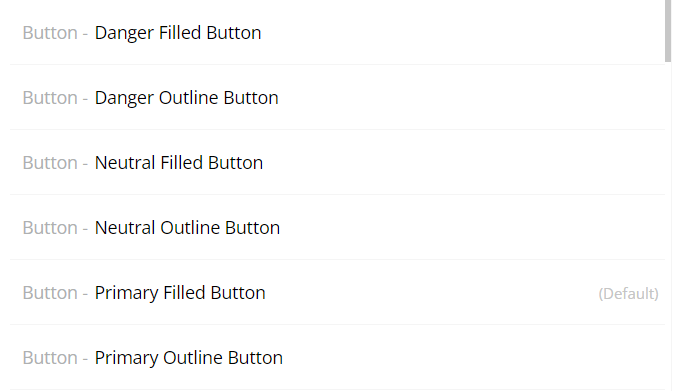 Button - Danger Filled Button
Button - Danger Outline Button
Button - Neutral Filled Button
Button - Neutral Outline Button
Button - Primary Filled Button (Default)
Button - Primary Outline Button